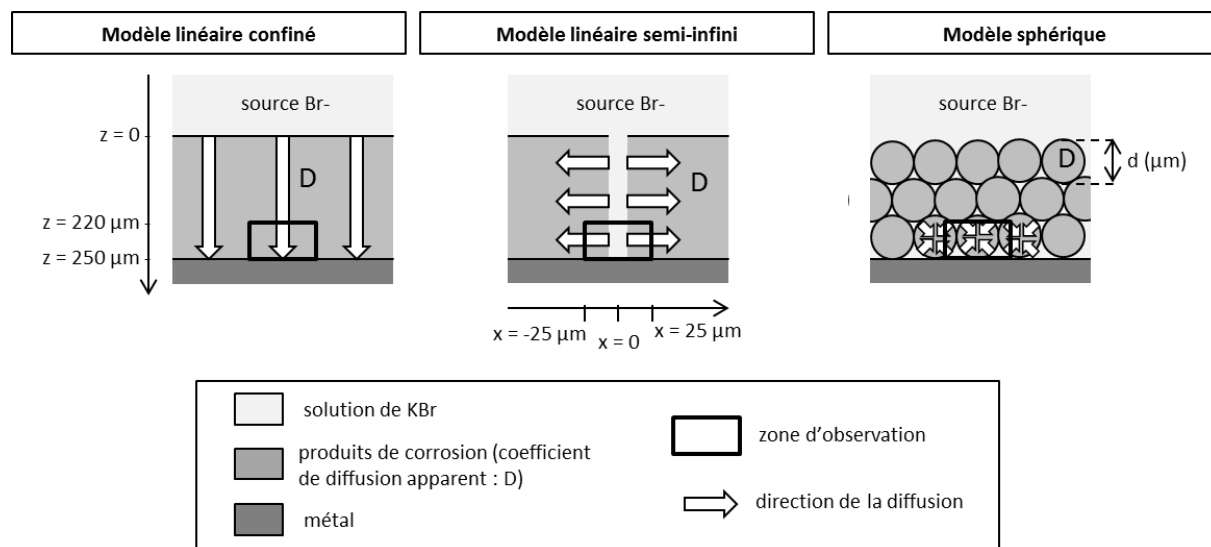 Modèle linéaire confiné
Modèle linéaire semi-infini
Modèle sphérique
source Br-
source Br-
source Br-
z = 0
D
D
D
d (µm)
z = 220 µm
z = 250 µm
x = -25 µm
x = 0
x = 25 µm
solution de KBr
produits de corrosion (coefficient
de diffusion apparent : D)
métal
zone d'observation
direction de la diffusion